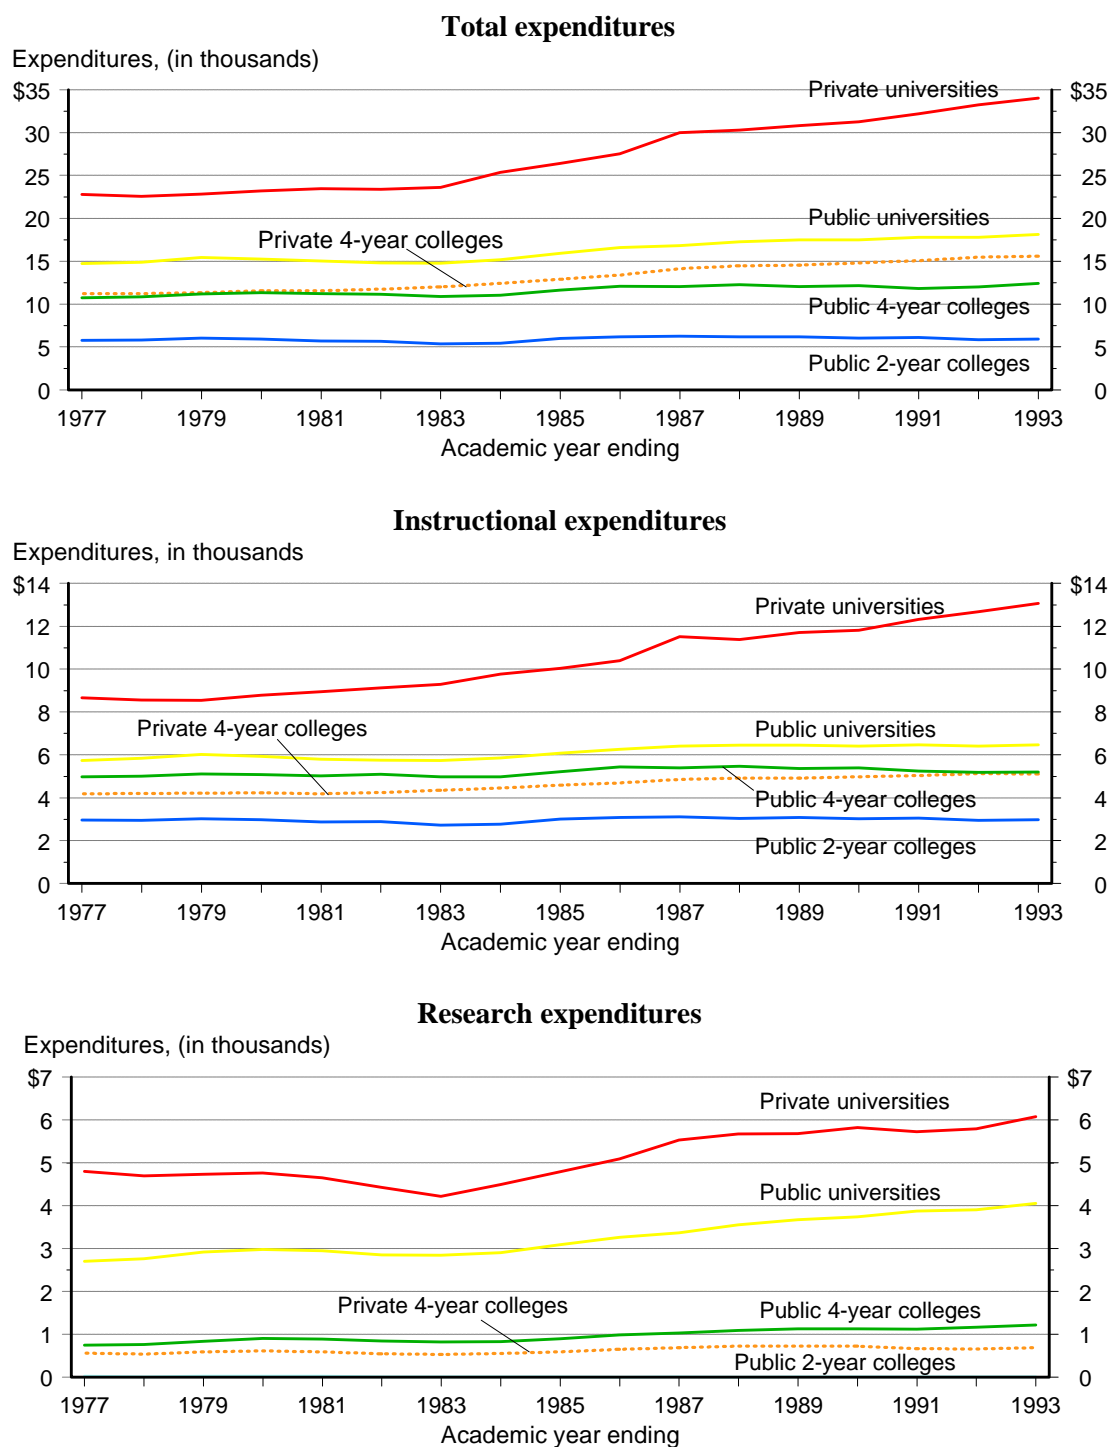 Total expenditures
Expenditures, (in thousands)
$35 Private universities $35
30 30
25 25
20 Public universities 20
Private 4-year colleges
15 15
10 Public 4-year colleges 10
5 5
Public 2-year colleges
0 0
1977 1979 1981 1983 1985 1987 1989 1991 1993
Academic year ending
Instructional expenditures
Expenditures, in thousands
$14 $14
Private universities
12 12
10 10
8 8
Private 4-year colleges Public universities
6 6
4 Public 4-year colleges 4
2 Public 2-year colleges 2
0 0
1977 1979 1981 1983 1985 1987 1989 1991 1993
Academic year ending
Research expenditures
Expenditures, (in thousands)
$7 $7
Private universities
6 6
5 5
Public universities
4 4
3 3
2 2
Private 4-year colleges Public 4-year colleges
1 1
Public 2-year colleges
0 0
1977 1979 1981 1983 1985 1987 1989 1991 1993
Academic year ending